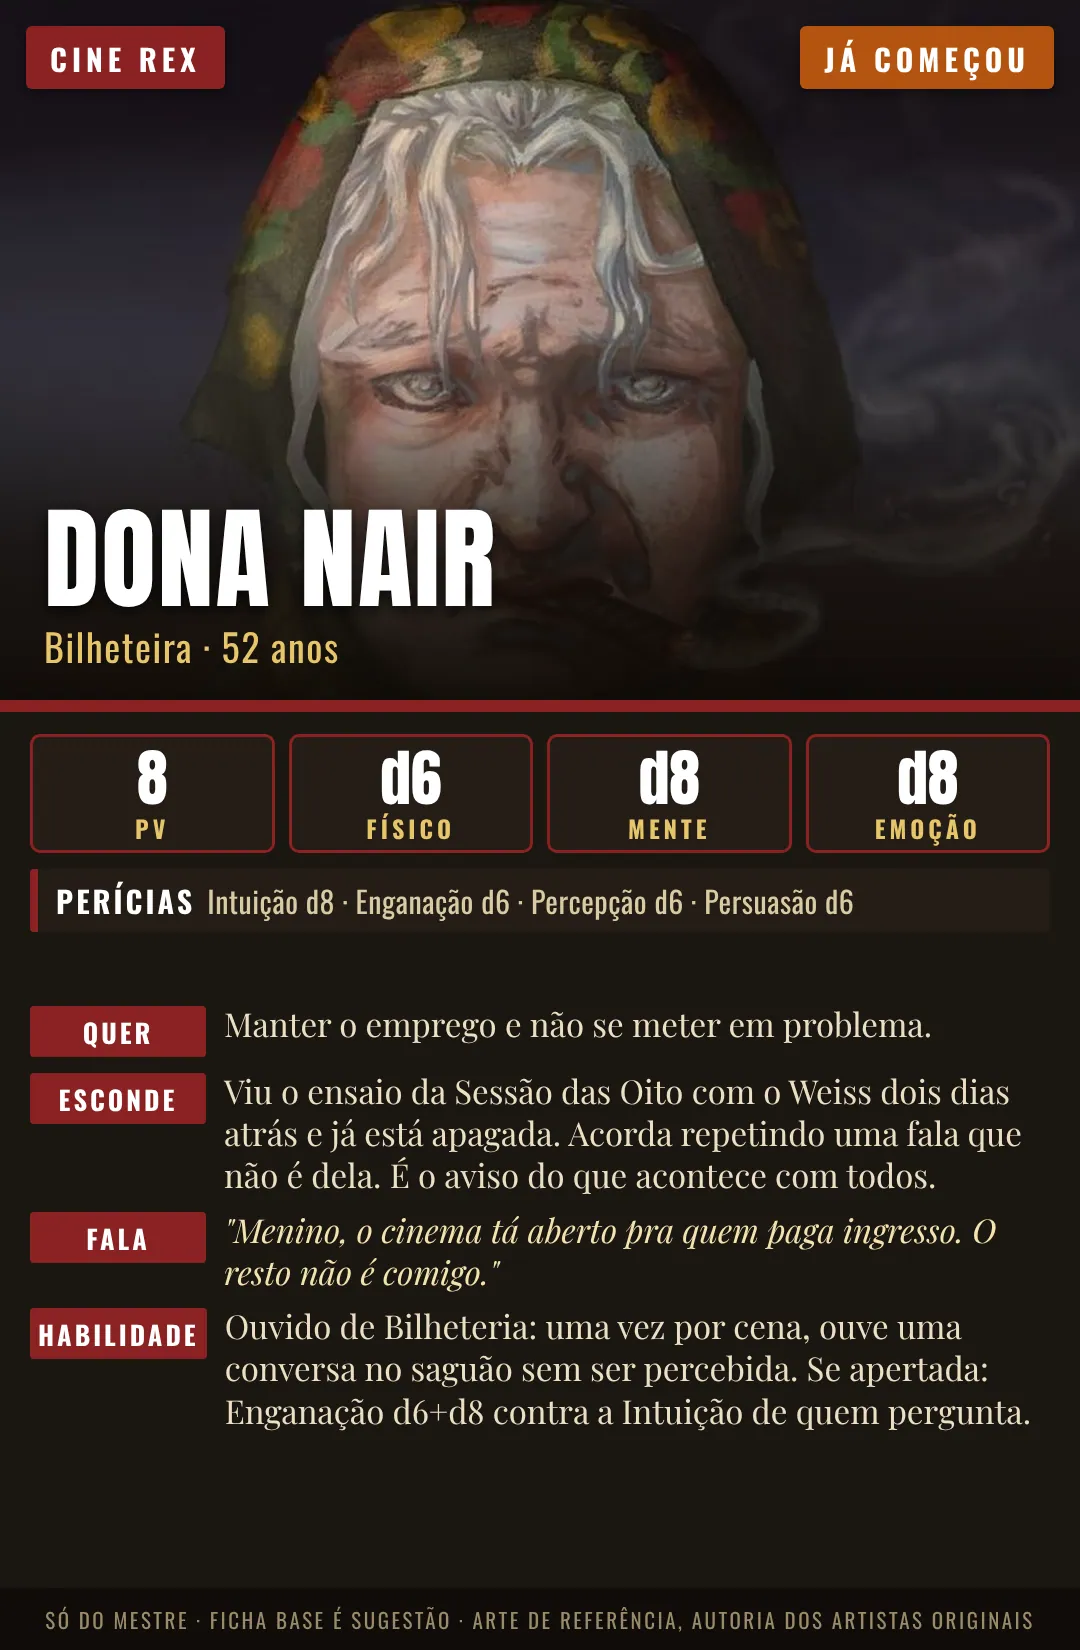 CINE REX
JÁ COMEÇOU
DONA NAIR
Bilheteira · 52 anos
8
PV
d6
FÍSICO
d8
MENTE
d8
EMOÇÃO
PERÍCIAS Intuição d8 · Enganação d6 · Percepção d6 · Persuasão d6
QUER
Manter o emprego e não se meter em problema.
ESCONDE
Viu o ensaio da Sessão das Oito com o Weiss dois dias
atrás e já está apagada. Acorda repetindo uma fala que
não é dela. É o aviso do que acontece com todos.
FALA
"Menino, o cinema tá aberto pra quem paga ingresso. O
resto não é comigo."
HABILIDADE
Ouvido de Bilheteria: uma vez por cena, ouve uma
conversa no saguão sem ser percebida. Se apertada:
Enganação d6+d8 contra a Intuição de quem pergunta.
SÓ DO MESTRE · FICHA BASE É SUGESTÃO · ARTE DE REFERÊNCIA, AUTORIA DOS ARTISTAS ORIGINAIS